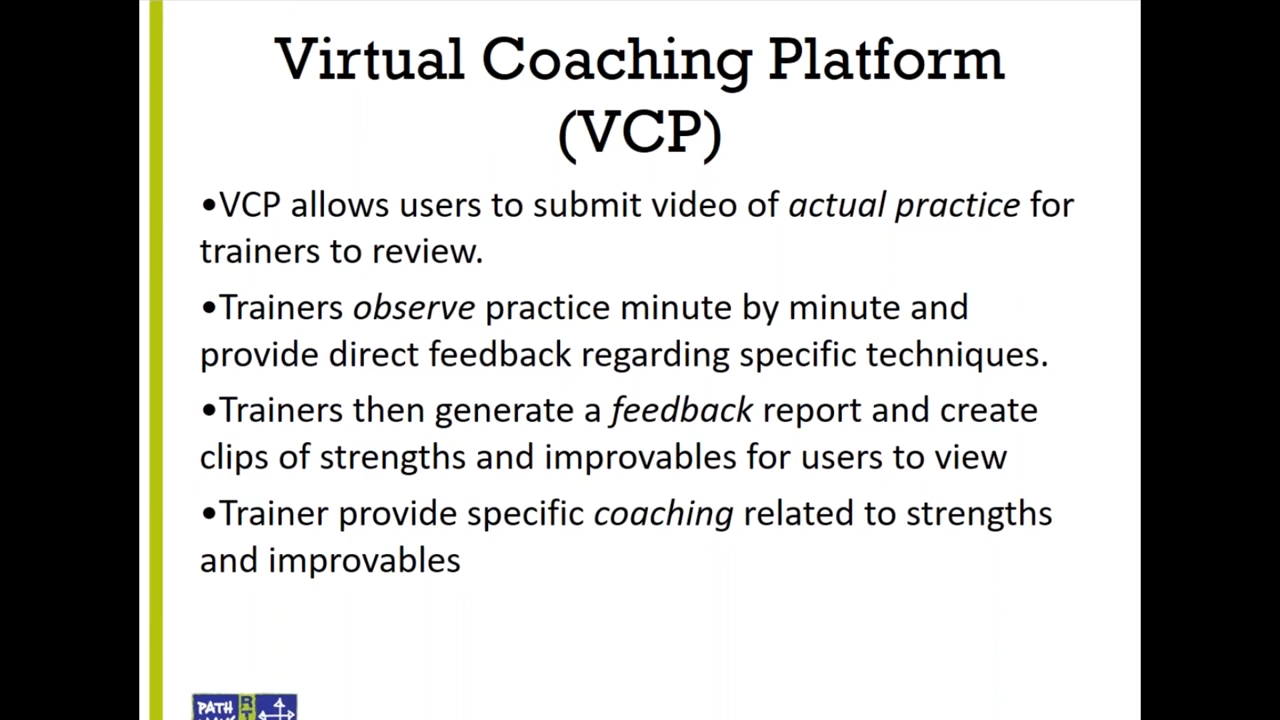 Virtual Coaching Platform
(VCP)
•VCP allows users to submit video of actual practice for
trainers to review.
•Trainers observe practice minute by minute and
provide direct feedback regarding specific techniques.
•Trainers then generate a feedback report and create
clips of strengths and improvables for users to view
•Trainer provide specific coaching related to strengths
and improvables
PATH